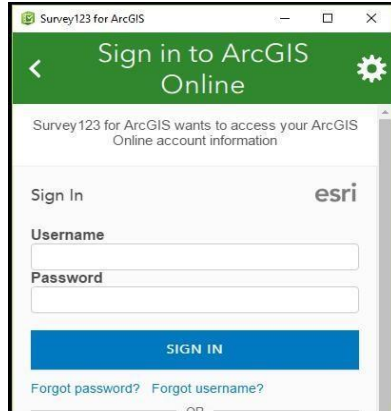 Survey123 for ArcGIS
Sign in to ArcGIS
Online
Survey123 for ArcGIS wants to access your ArcGIS
Online account information
Sign In
esri
Username
Password
SIGN IN
Forgot password? Forgot username?
OR